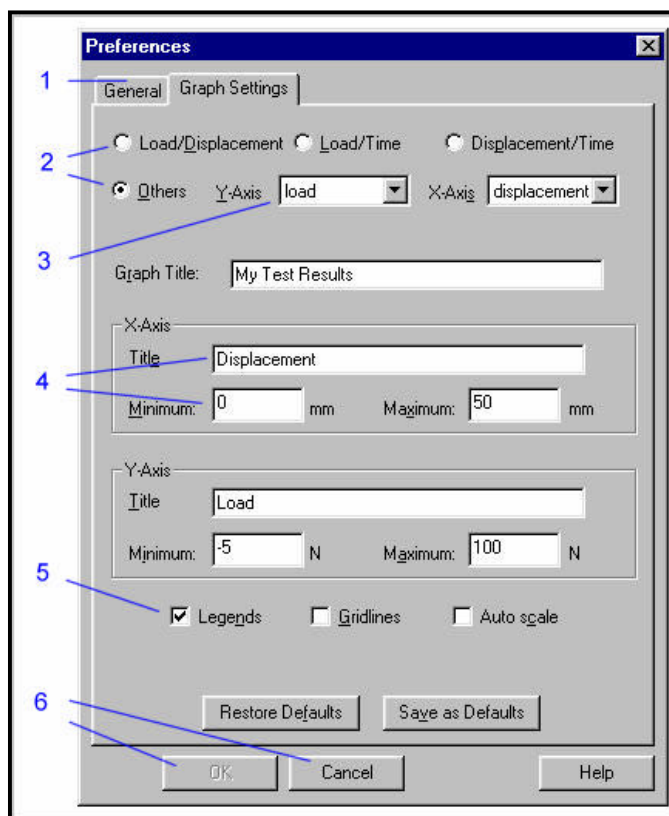 Preferences
1
General Graph Settings
2
Load/Displacement Load/Time Displacement/Time
Others Y-Axis load X-Axis displacement
3
Graph Title: My Test Results
X-Axis
4
Title Displacement
Minimum: 0 mm Maximum: 50 mm
Y-Axis
Title Load
Minimum: -5 N Maximum: 100 N
5
Legends Gridlines Auto scale
6
Restore Defaults Save as Defaults
OK Cancel Help